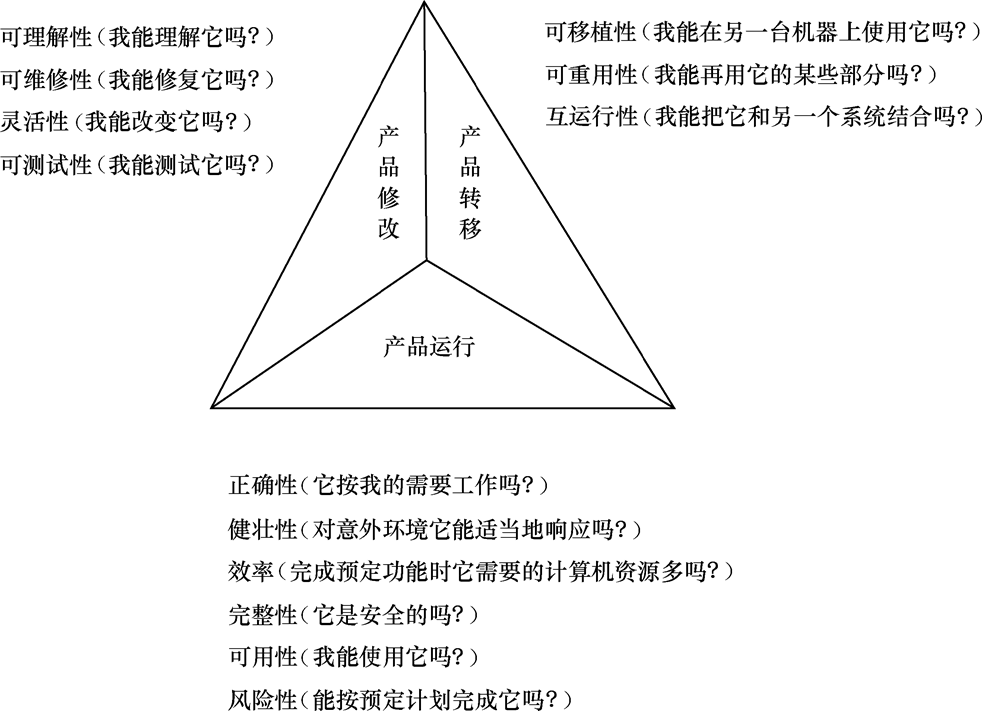 可理解性(我能理解它吗?)
可维修性(我能修复它吗?)
灵活性(我能改变它吗?)
可测试性(我能测试它吗?)
可移植性(我能在另一台机器上使用它吗?)
可重用性(我能再用它的某些部分吗?)
互运行性(我能把它和另一个系统结合吗?)
产品修改
产品转移
产品运行
正确性(它按我的需要工作吗?)
健壮性(对意外环境它能适当地响应吗?)
效率(完成预定功能时它需要的计算机资源多吗?)
完整性(它是安全的吗?)
可用性(我能使用它吗?)
风险性(能按预定计划完成它吗?)